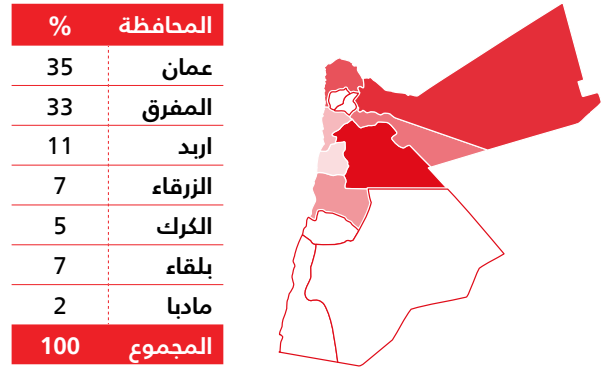 المحافظة %
عمان 35
المفرق 33
اربد 11
الزرقاء 7
الكرك 5
بلقاء 7
مادبا 2
المجموع 100